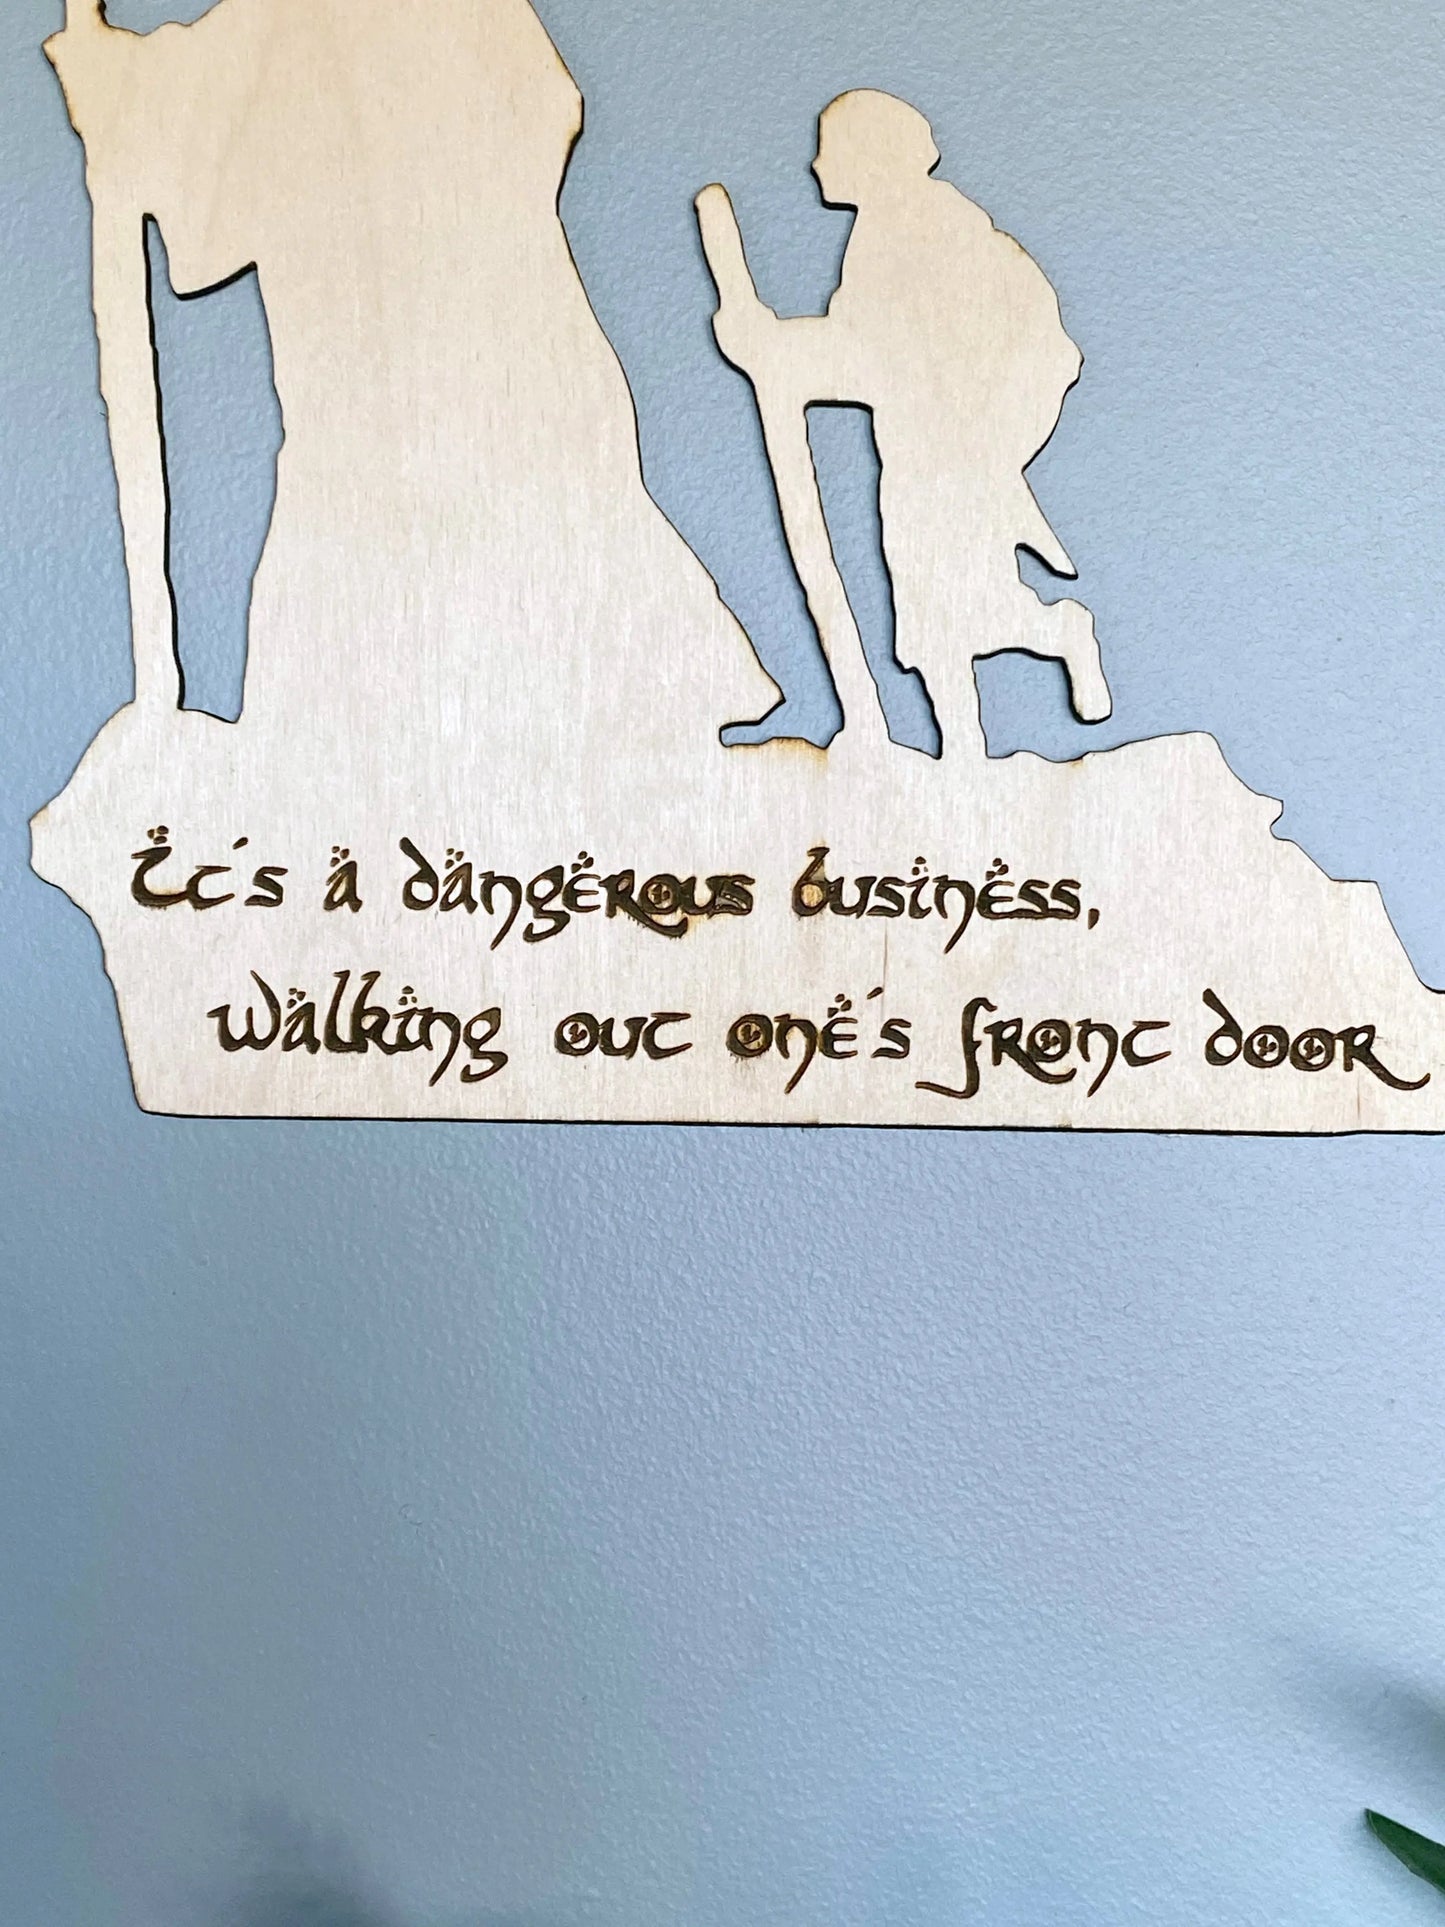 It's a dangerous business,
walking out one's front door